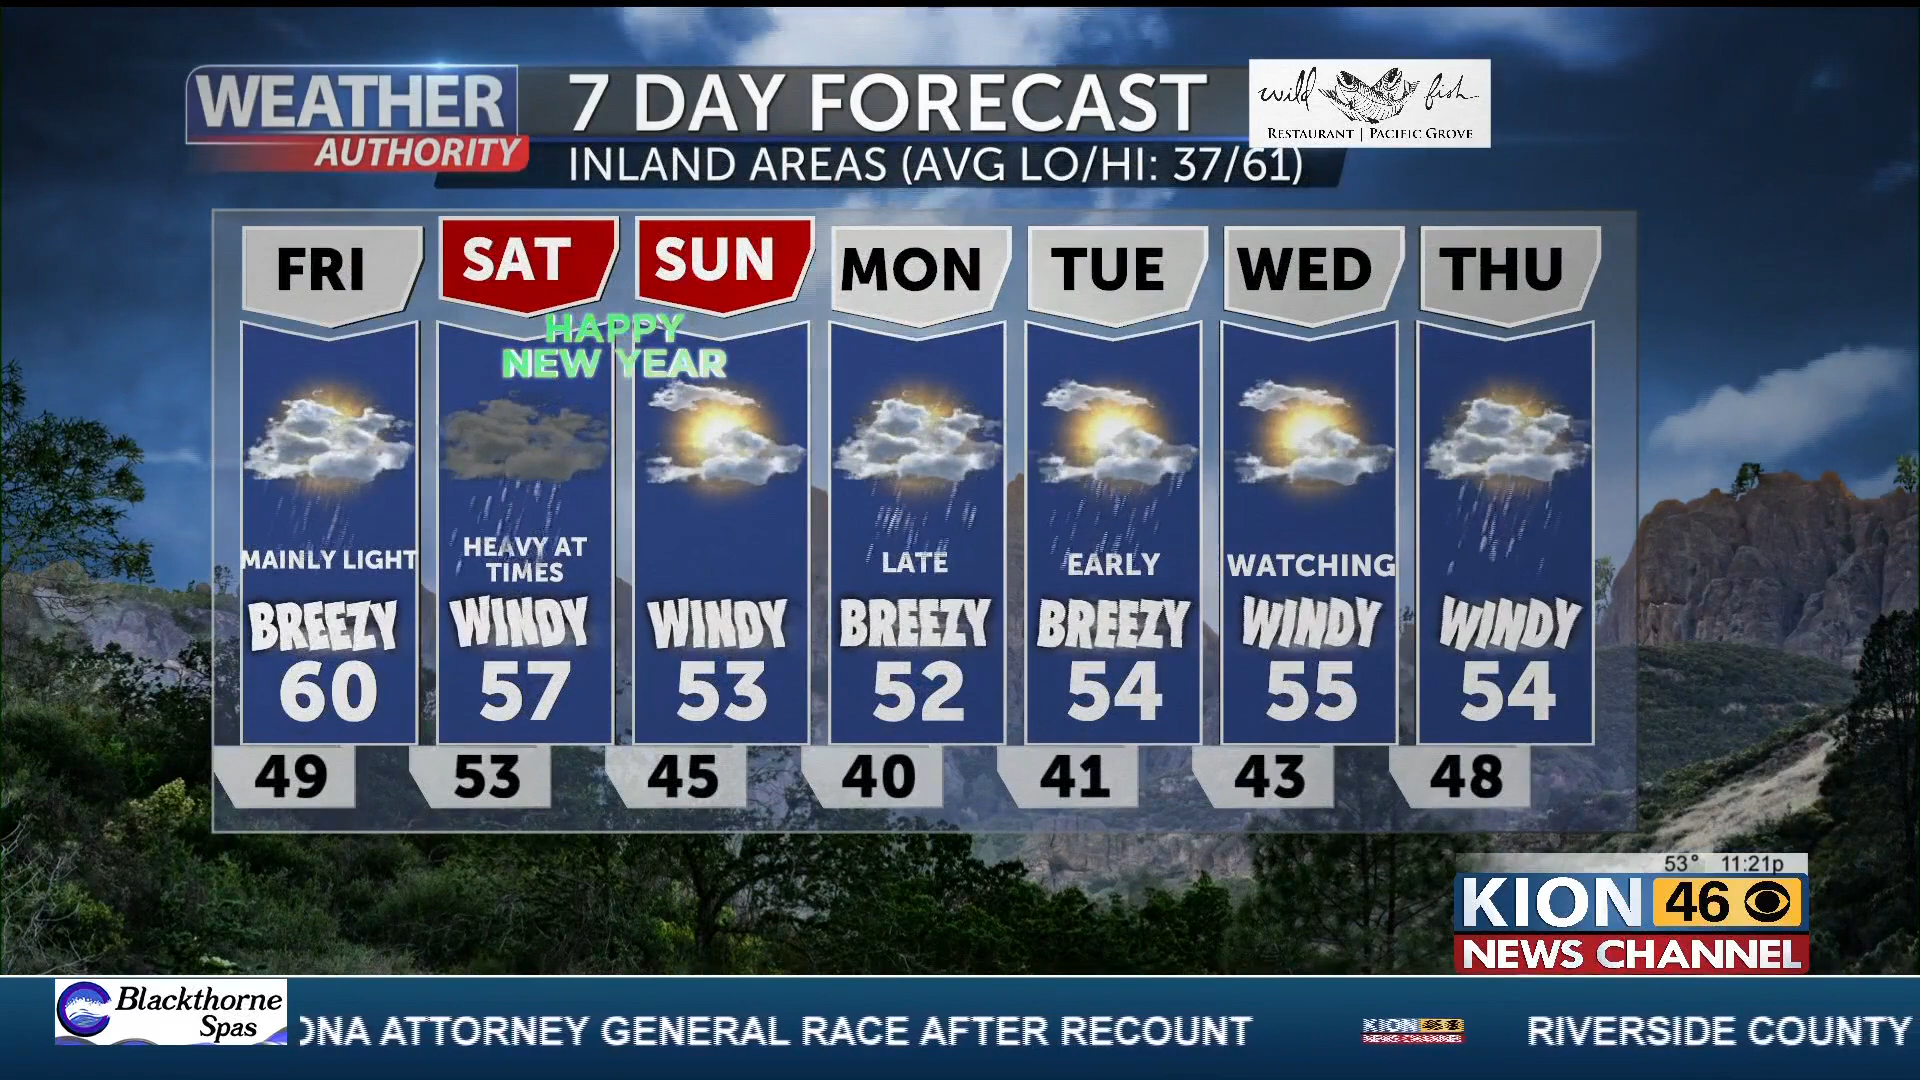 WEATHER
AUTHORITY
7 DAY FORECAST
INLAND AREAS (AVG LO/HI: 37/61)
wild fish
RESTAURANT | PACIFIC GROVE
FRI
SAT
SUN
MON
TUE
WED
THU
HAPPY
NEW YEAR
MAINLY LIGHT
HEAVY AT
TIMES
LATE
EARLY
WATCHING
BREEZY
WINDY
WINDY
BREEZY
BREEZY
WINDY
WINDY
60
57
53
52
54
55
54
49
53
45
40
41
43
48
53° 11:21p
KION 46
NEWS CHANNEL
Blackthorne
Spas
ATTORNEY GENERAL RACE AFTER RECOUNT
KION
NEWS CHANNEL
RIVERSIDE COUNTY